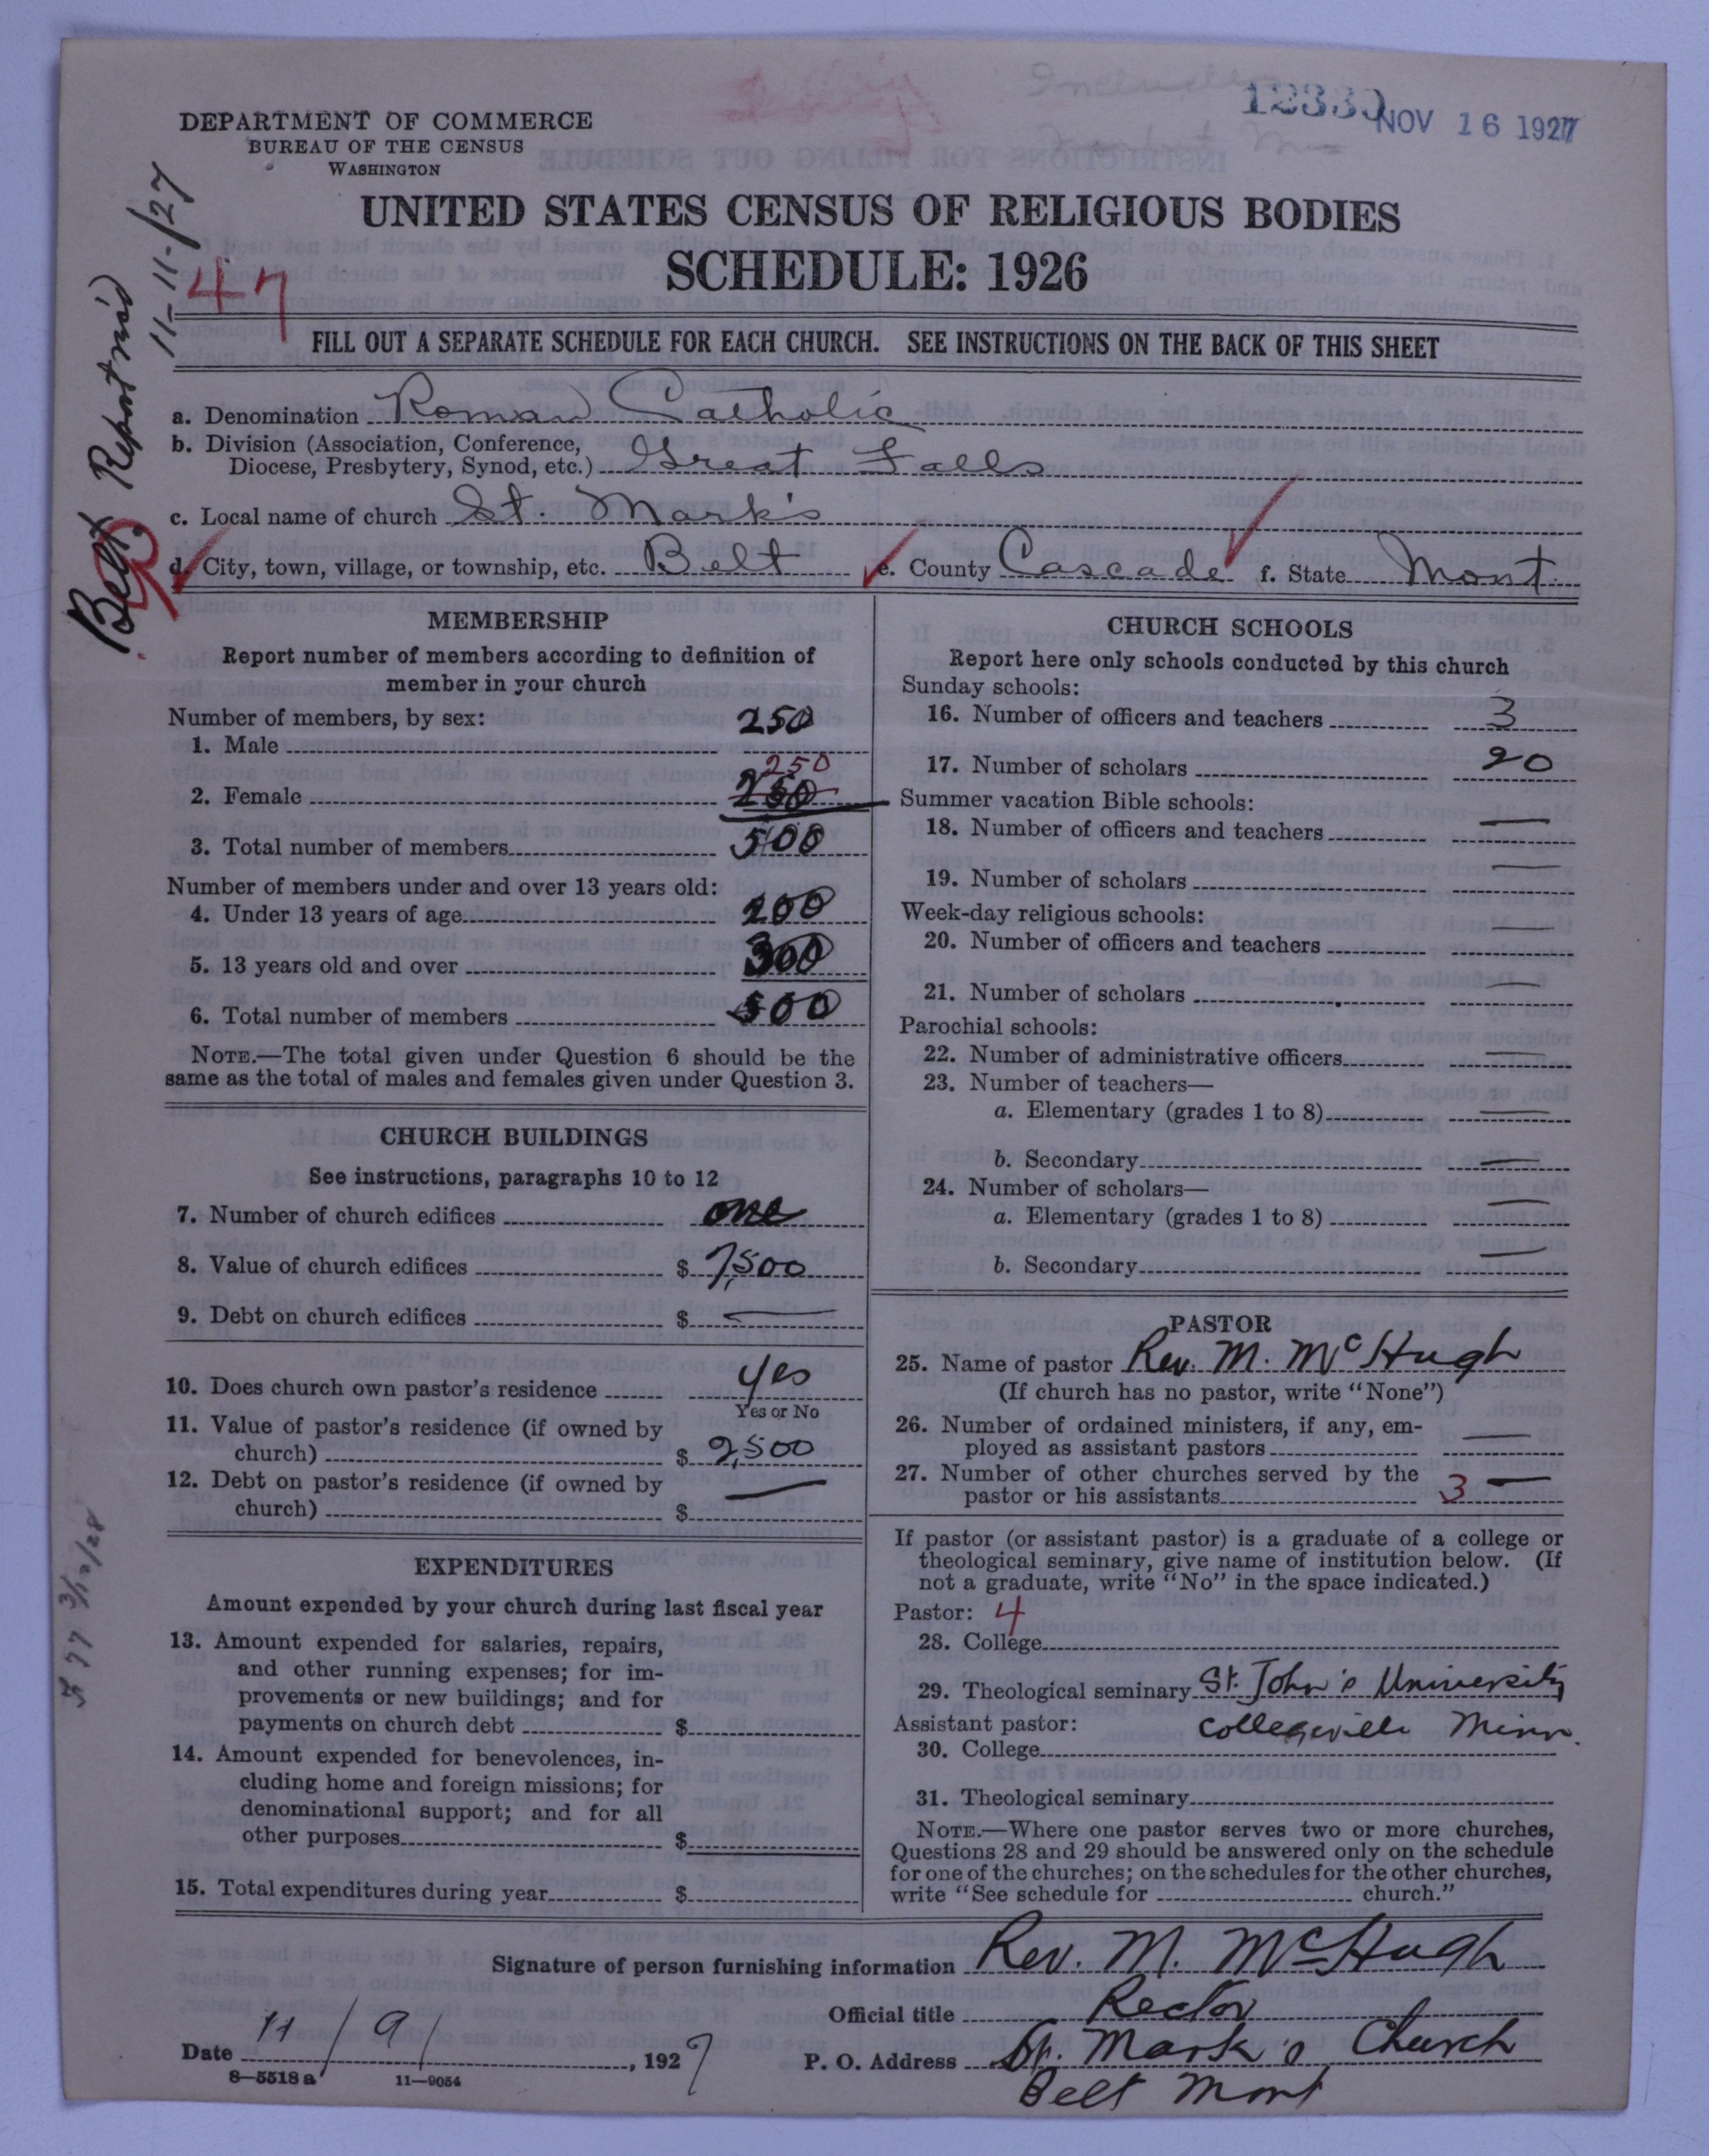 12330
NOV 16 1927
DEPARTMENT OF COMMERCE
BUREAU OF THE CENSUS
WASHINGTON
UNITED STATES CENSUS OF RELIGIOUS BODIES
SCHEDULE: 1926
47
Belt Report m'd
11-11-/27
FILL OUT A SEPARATE SCHEDULE FOR EACH CHURCH. SEE INSTRUCTIONS ON THE BACK OF THIS SHEET
a. Denomination Roman Catholic
b. Division (Association, Conference,
Diocese, Presbytery, Synod, etc.) Great Falls
c. Local name of church St. Mark's
d. City, town, village, or township, etc. Belt e. County Cascade f. State Mont.
MEMBERSHIP
Report number of members according to definition of
member in your church
Number of members, by sex:
1. Male 250
250
2. Female 250
3. Total number of members 500
Number of members under and over 13 years old:
4. Under 13 years of age 200
5. 13 years old and over 300
6. Total number of members 500
NOTE.—The total given under Question 6 should be the
same as the total of males and females given under Question 3.
CHURCH BUILDINGS
See instructions, paragraphs 10 to 12
7. Number of church edifices one
8. Value of church edifices $ 7,500
9. Debt on church edifices $ —
10. Does church own pastor's residence yes
Yes or No
11. Value of pastor's residence (if owned by
church) $ 2,500
12. Debt on pastor's residence (if owned by
church) $ —
EXPENDITURES
Amount expended by your church during last fiscal year
13. Amount expended for salaries, repairs,
and other running expenses; for im-
provements or new buildings; and for
payments on church debt $
14. Amount expended for benevolences, in-
cluding home and foreign missions; for
denominational support; and for all
other purposes $
15. Total expenditures during year $
3/12/28
CHURCH SCHOOLS
Report here only schools conducted by this church
Sunday schools:
16. Number of officers and teachers 3
17. Number of scholars 20
Summer vacation Bible schools:
18. Number of officers and teachers —
19. Number of scholars —
Week-day religious schools:
20. Number of officers and teachers —
21. Number of scholars —
Parochial schools:
22. Number of administrative officers —
23. Number of teachers—
a. Elementary (grades 1 to 8) —
b. Secondary —
24. Number of scholars—
a. Elementary (grades 1 to 8) —
b. Secondary —
PASTOR
25. Name of pastor Rev. M. McHugh
(If church has no pastor, write "None")
26. Number of ordained ministers, if any, em-
ployed as assistant pastors —
27. Number of other churches served by the
pastor or his assistants 3 —
If pastor (or assistant pastor) is a graduate of a college or
theological seminary, give name of institution below. (If
not a graduate, write "No" in the space indicated.)
Pastor: 4
28. College
29. Theological seminary St. John's University
Assistant pastor: Collegeville Minn.
30. College
31. Theological seminary
NOTE.—Where one pastor serves two or more churches,
Questions 28 and 29 should be answered only on the schedule
for one of the churches; on the schedules for the other churches,
write "See schedule for church."
Signature of person furnishing information Rev. M. McHugh
Official title Rector
Date 11/9/, 1927
P. O. Address St. Mark's Church
Belt Mont
8—5518 a 11—9054